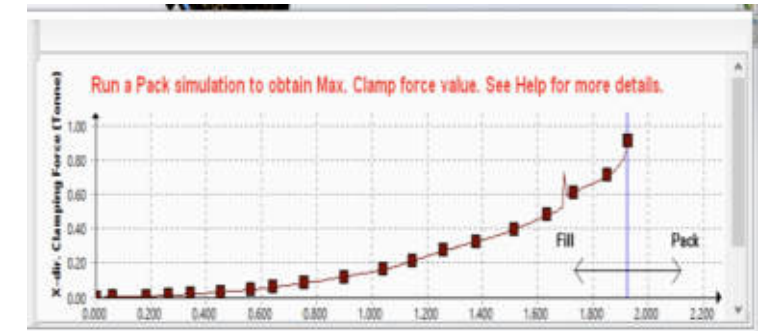 Run a Pack simulation to obtain Max. Clamp force value. See Help for more details.
X-dir. Clamping Force (Tonne)
1.00
0.80
0.60
0.40
0.20
0.00
Fill
Pack
0.000 0.200 0.400 0.600 0.800 1.000 1.200 1.400 1.600 1.800 2.000 2.200